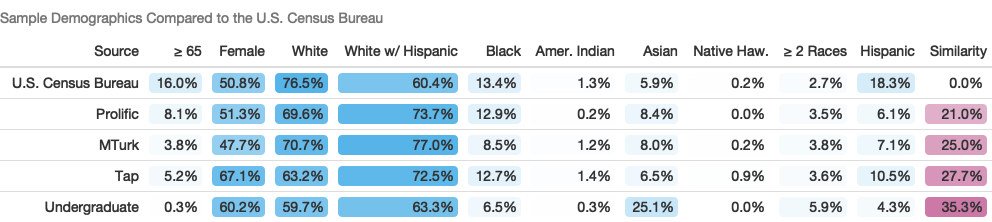 Sample Demographics Compared to the U.S. Census Bureau
Source ≥ 65 Female White White w/ Hispanic Black Amer. Indian Asian Native Haw. ≥ 2 Races Hispanic Similarity
U.S. Census Bureau 16.0% 50.8% 76.5% 60.4% 13.4% 1.3% 5.9% 0.2% 2.7% 18.3% 0.0%
Prolific 8.1% 51.3% 69.6% 73.7% 12.9% 0.2% 8.4% 0.0% 3.5% 6.1% 21.0%
MTurk 3.8% 47.7% 70.7% 77.0% 8.5% 1.2% 8.0% 0.2% 3.8% 7.1% 25.0%
Tap 5.2% 67.1% 63.2% 72.5% 12.7% 1.4% 6.5% 0.9% 3.6% 10.5% 27.7%
Undergraduate 0.3% 60.2% 59.7% 63.3% 6.5% 0.3% 25.1% 0.0% 5.9% 4.3% 35.3%